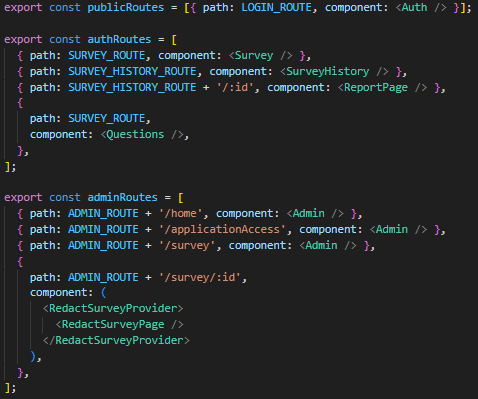 export const publicRoutes = [{ path: LOGIN_ROUTE, component: <Auth /> }];

export const authRoutes = [
  { path: SURVEY_ROUTE, component: <Survey /> },
  { path: SURVEY_HISTORY_ROUTE, component: <SurveyHistory /> },
  { path: SURVEY_HISTORY_ROUTE + '/:id', component: <ReportPage /> },
  {
    path: SURVEY_ROUTE,
    component: <Questions />,
  },
];

export const adminRoutes = [
  { path: ADMIN_ROUTE + '/home', component: <Admin /> },
  { path: ADMIN_ROUTE + '/applicationAccess', component: <Admin /> },
  { path: ADMIN_ROUTE + '/survey', component: <Admin /> },
  {
    path: ADMIN_ROUTE + '/survey/:id',
    component: (
      <RedactSurveyProvider>
        <RedactSurveyPage />
      </RedactSurveyProvider>
    ),
  },
];